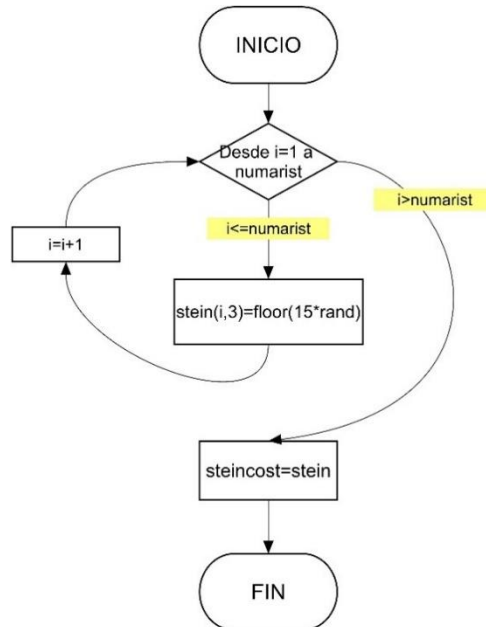 INICIO
Desde i=1 a
numarist
i>numarist
i<=numarist
i=i+1
stein(i,3)=floor(15*rand)
steincost=stein
FIN